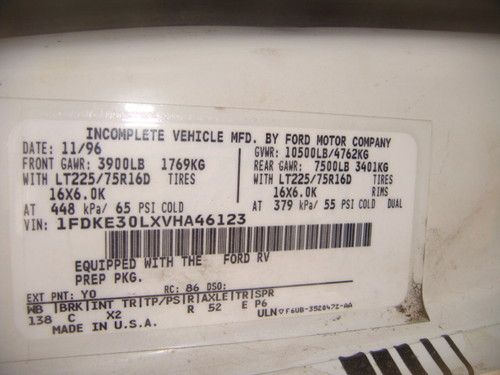 INCOMPLETE VEHICLE MFD. BY FORD MOTOR COMPANY
DATE: 11/96 GVWR: 10500LB/4762KG
FRONT GAWR: 3900LB 1769KG REAR GAWR: 7500LB 3401KG
WITH LT225/75R16D TIRES WITH LT225/75R16D TIRES
16X6.0K 16X6.0K RIMS
AT 448 kPa/ 65 PSI COLD AT 379 kPa/ 55 PSI COLD DUAL
VIN: 1FDKE30LXVHA46123
EQUIPPED WITH THE FORD RV
PREP PKG.
EXT PNT: YO RC: 86 DSO:
WB |BRK|INT TR|TP/PS|R|AXLE|TR|SPR
138 C X2 R 52 E P6
MADE IN U.S.A. ULN F6UB-3520472-AA